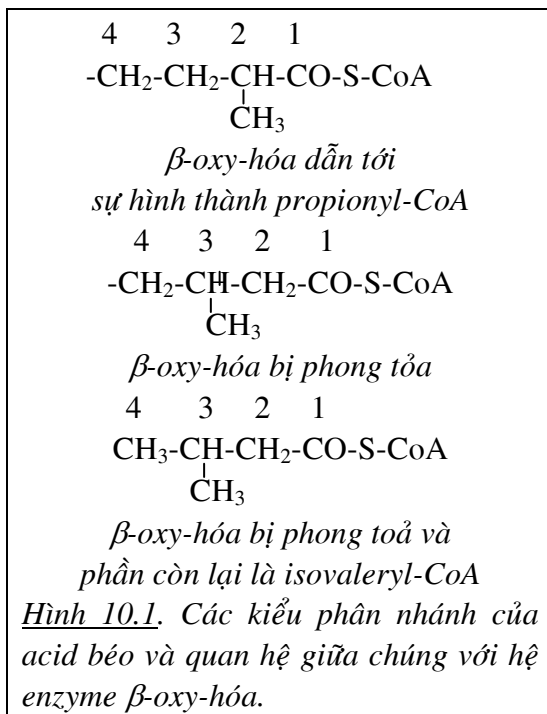 4 3 2 1
-CH₂-CH₂-CH-CO-S-CoA
CH₃
β-oxy-hóa dẫn tới
sự hình thành propionyl-CoA
4 3 2 1
-CH₂-CH-CH₂-CO-S-CoA
CH₃
β-oxy-hóa bị phong tỏa
4 3 2 1
CH₃-CH-CH₂-CO-S-CoA
CH₃
β-oxy-hóa bị phong toả và
phần còn lại là isovaleryl-CoA
Hình 10.1. Các kiểu phân nhánh của
acid béo và quan hệ giữa chúng với hệ
enzyme β-oxy-hóa.